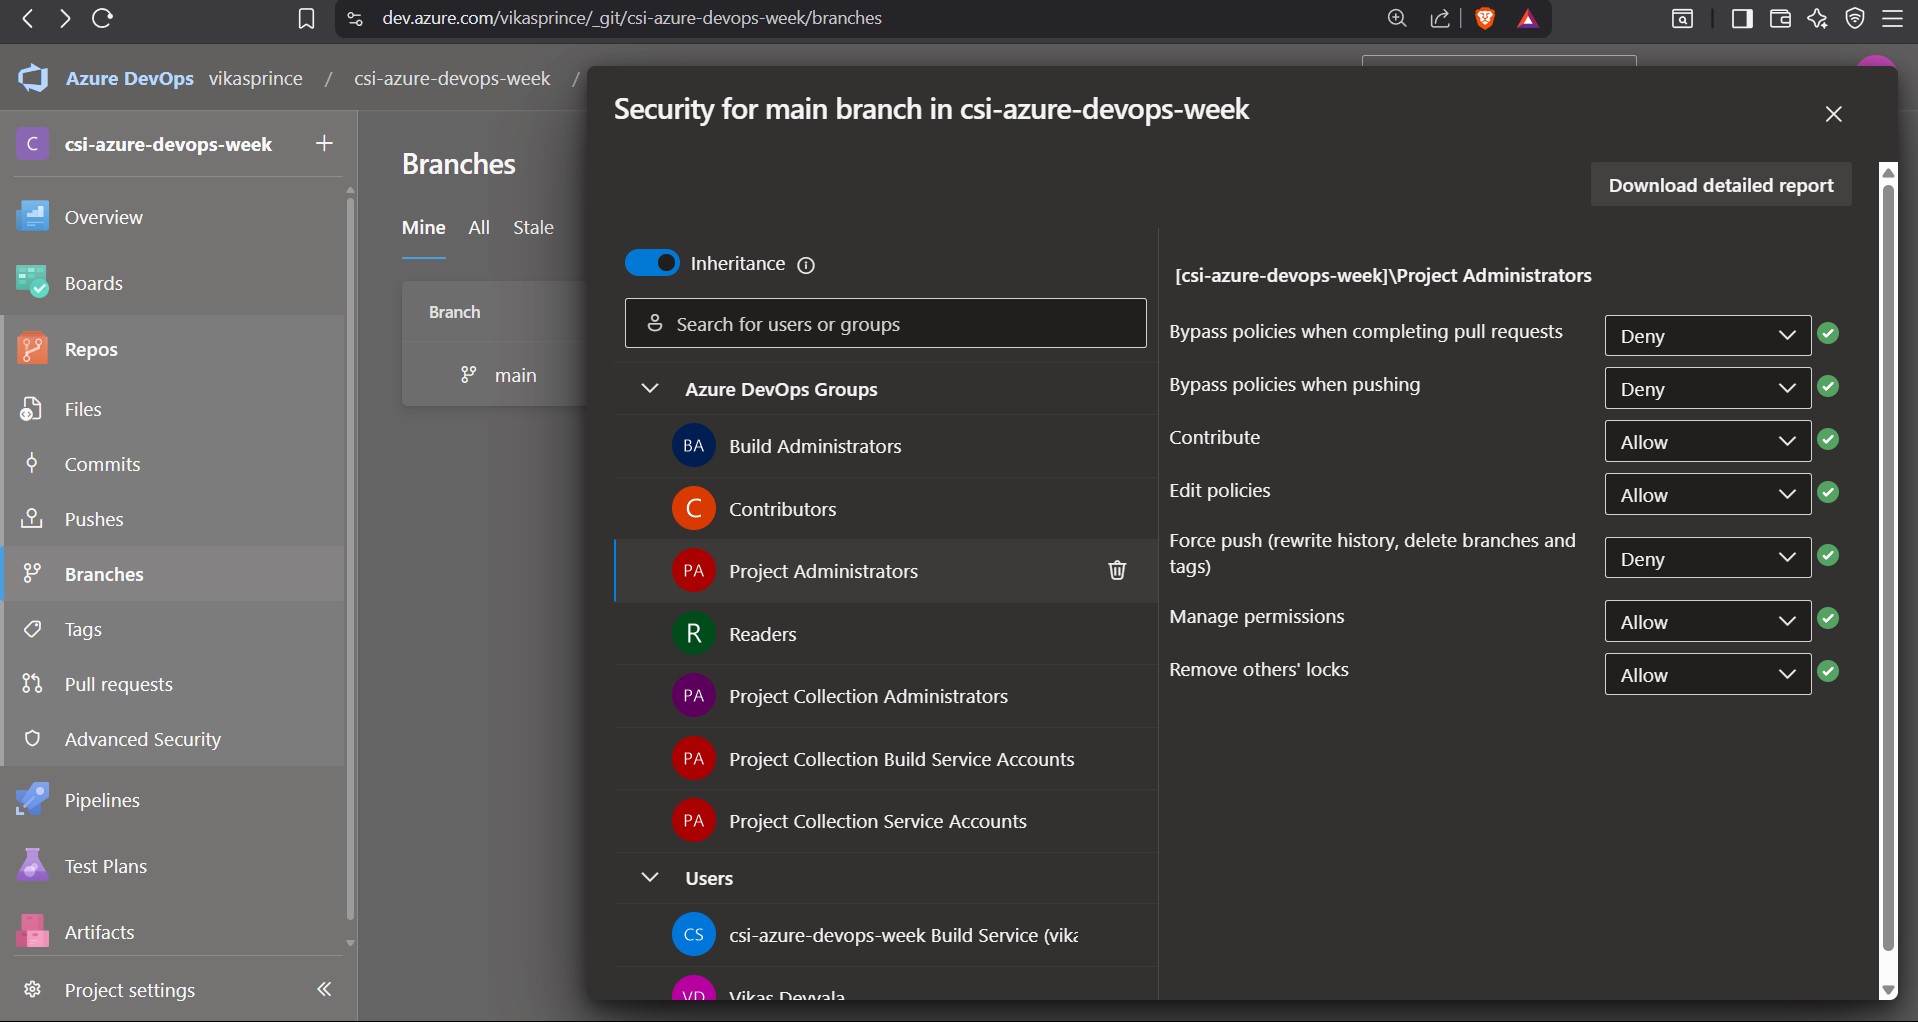 dev.azure.com/vikasprince/_git/csi-azure-devops-week/branches
Azure DevOps vikasprince / csi-azure-devops-week /
C csi-azure-devops-week +
Overview
Boards
Repos
Files
Commits
Pushes
Branches
Tags
Pull requests
Advanced Security
Pipelines
Test Plans
Artifacts
Project settings
Branches
Mine All Stale
Branch
main
Security for main branch in csi-azure-devops-week
Download detailed report
Inheritance
Search for users or groups
Azure DevOps Groups
BA Build Administrators
C Contributors
PA Project Administrators
R Readers
PA Project Collection Administrators
PA Project Collection Build Service Accounts
PA Project Collection Service Accounts
Users
CS csi-azure-devops-week Build Service (vika
VD Vikas Devvala
[csi-azure-devops-week]\Project Administrators
Bypass policies when completing pull requests Deny
Bypass policies when pushing Deny
Contribute Allow
Edit policies Allow
Force push (rewrite history, delete branches and
tags) Deny
Manage permissions Allow
Remove others' locks Allow